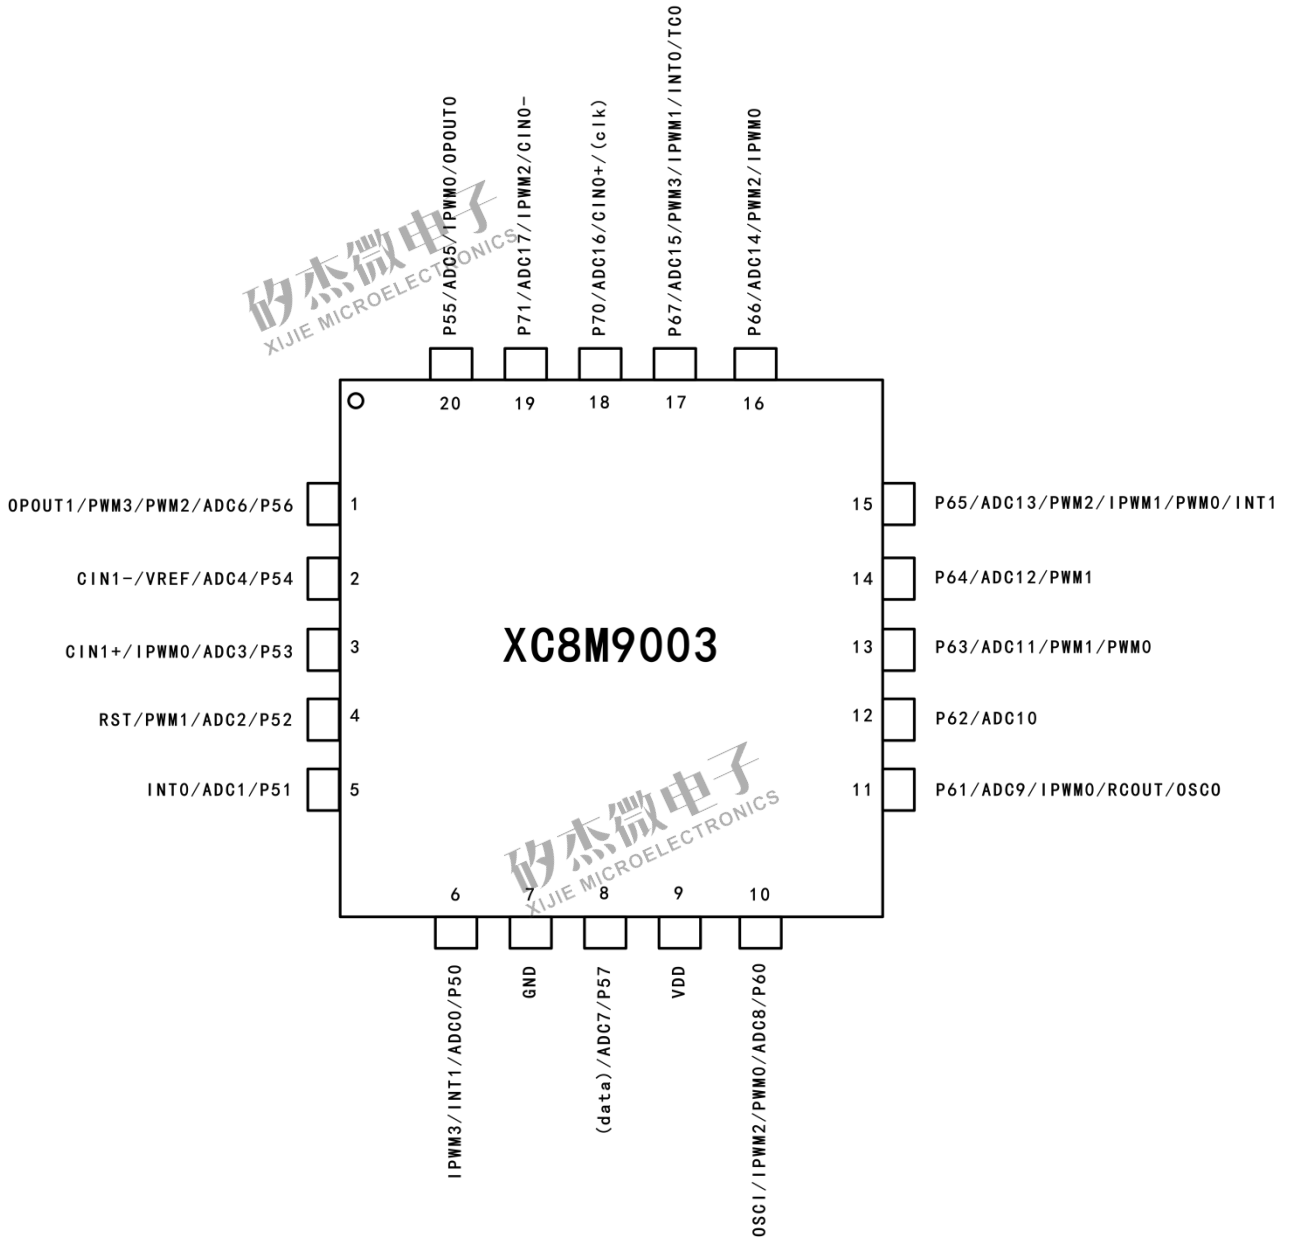 P55/ADC5/IPWM0/OPOUT0
P71/ADC17/IPWM2/CIN0-
P70/ADC16/CIN0+/(clk)
P67/ADC15/PWM3/IPWM1/INT0/TC0
P66/ADC14/PWM2/IPWM0
矽杰微电子
XIJIE MICROELECTRONICS
20 19 18 17 16
OPOUT1/PWM3/PWM2/ADC6/P56 1
15 P65/ADC13/PWM2/IPWM1/PWM0/INT1
CIN1-/VREF/ADC4/P54 2
14 P64/ADC12/PWM1
XC8M9003
CIN1+/IPWM0/ADC3/P53 3
13 P63/ADC11/PWM1/PWM0
RST/PWM1/ADC2/P52 4
12 P62/ADC10
INT0/ADC1/P51 5
11 P61/ADC9/IPWM0/RCOUT/OSCO
矽杰微电子
XIJIE MICROELECTRONICS
6 7 8 9 10
IPWM3/INT1/ADC0/P50
GND
(data)/ADC7/P57
VDD
OSCI/IPWM2/PWM0/ADC8/P60